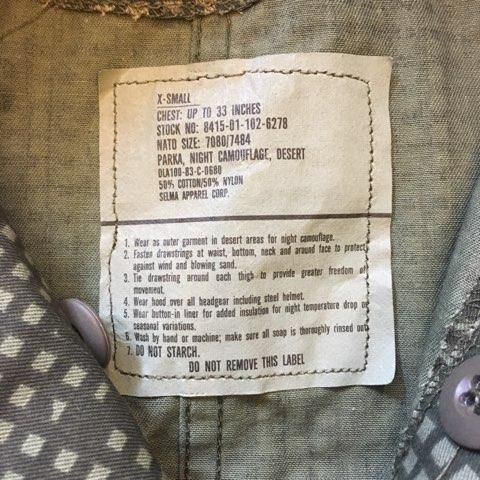 X-SMALL
CHEST: UP TO 33 INCHES
STOCK NO: 8415-01-102-6278
NATO SIZE: 7080/7484
PARKA, NIGHT CAMOUFLAGE, DESERT
DLA100-83-C-0680
50% COTTON/50% NYLON
SELMA APPAREL CORP.
1. Wear as outer garment in desert areas for night camouflage.
2. Fasten drawstrings at waist, bottom, neck and around face to protect
against wind and blowing sand.
3. Tie drawstring around each thigh to provide greater freedom of
movement.
4. Wear hood over all headgear including steel helmet.
5. Wear button-in liner for added insulation for night temperature drop or
seasonal variations.
6. Wash by hand or machine; make sure all soap is thoroughly rinsed out
7. DO NOT STARCH.
DO NOT REMOVE THIS LABEL